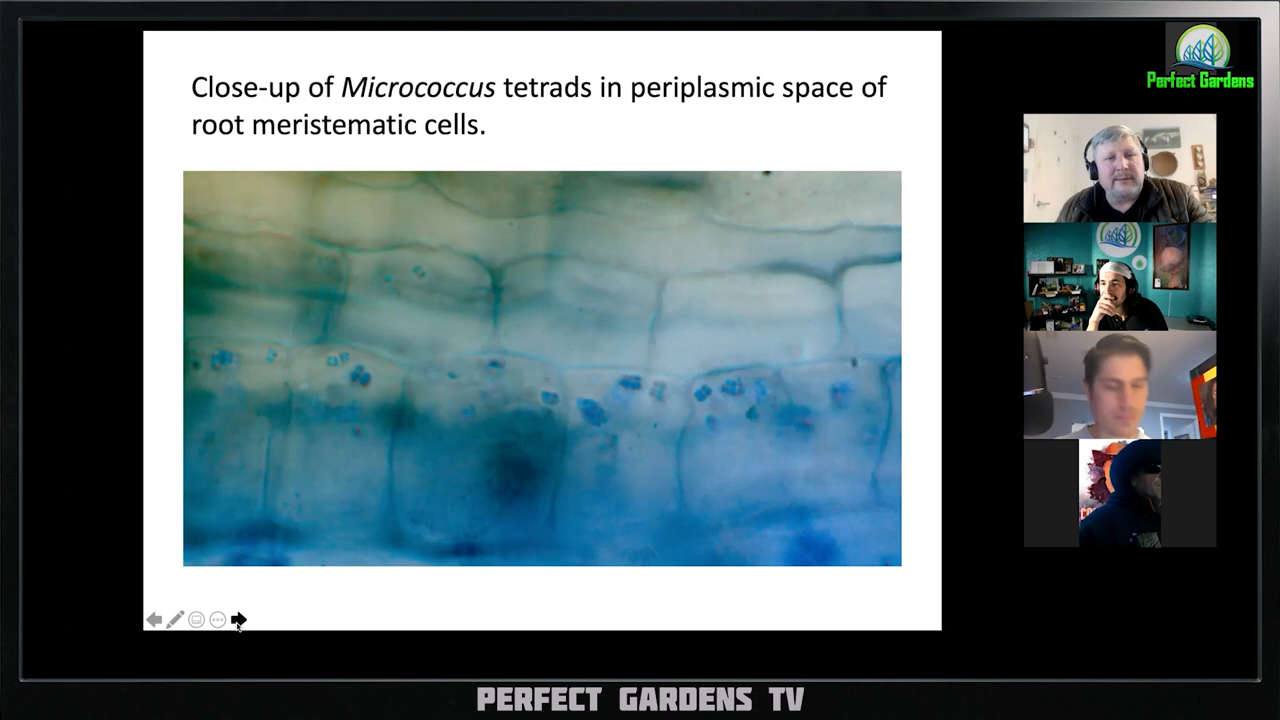 Close-up of Micrococcus tetrads in periplasmic space of
root meristematic cells.
Perfect Gardens
PERFECT GARDENS TV